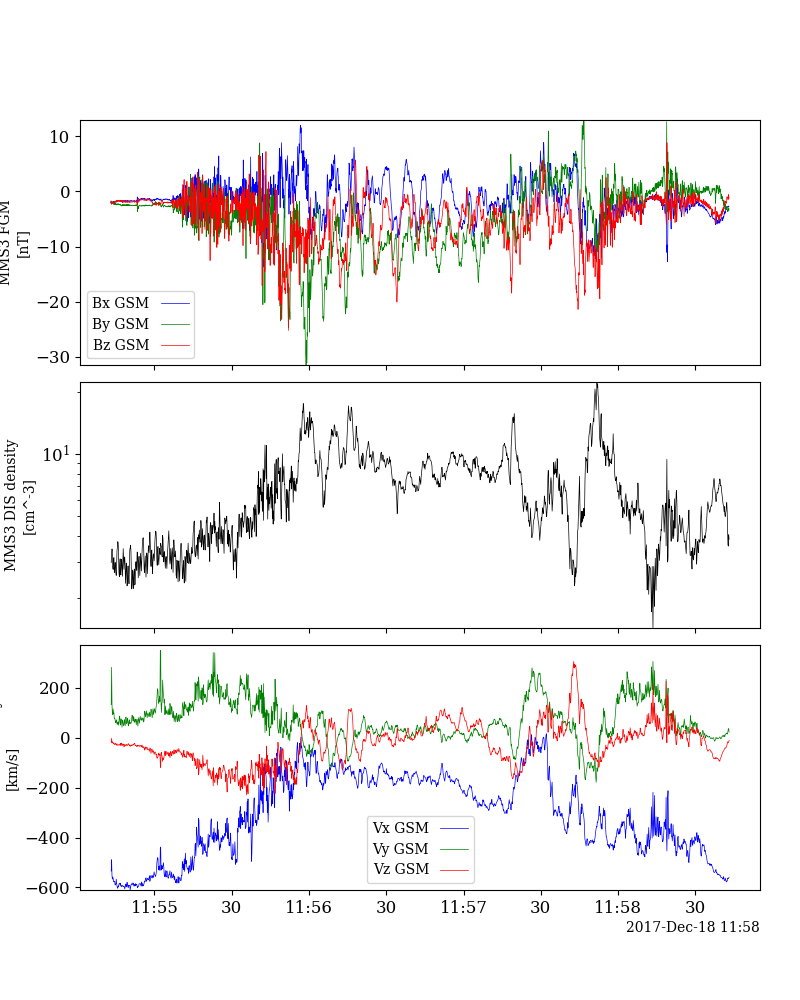 10
0
−10
−20
−30
MMS3 FGM
[nT]
Bx GSM
By GSM
Bz GSM
10^1
MMS3 DIS density
[cm^-3]
200
0
−200
−400
−600
[km/s]
Vx GSM
Vy GSM
Vz GSM
11:55 30 11:56 30 11:57 30 11:58 30
2017-Dec-18 11:58